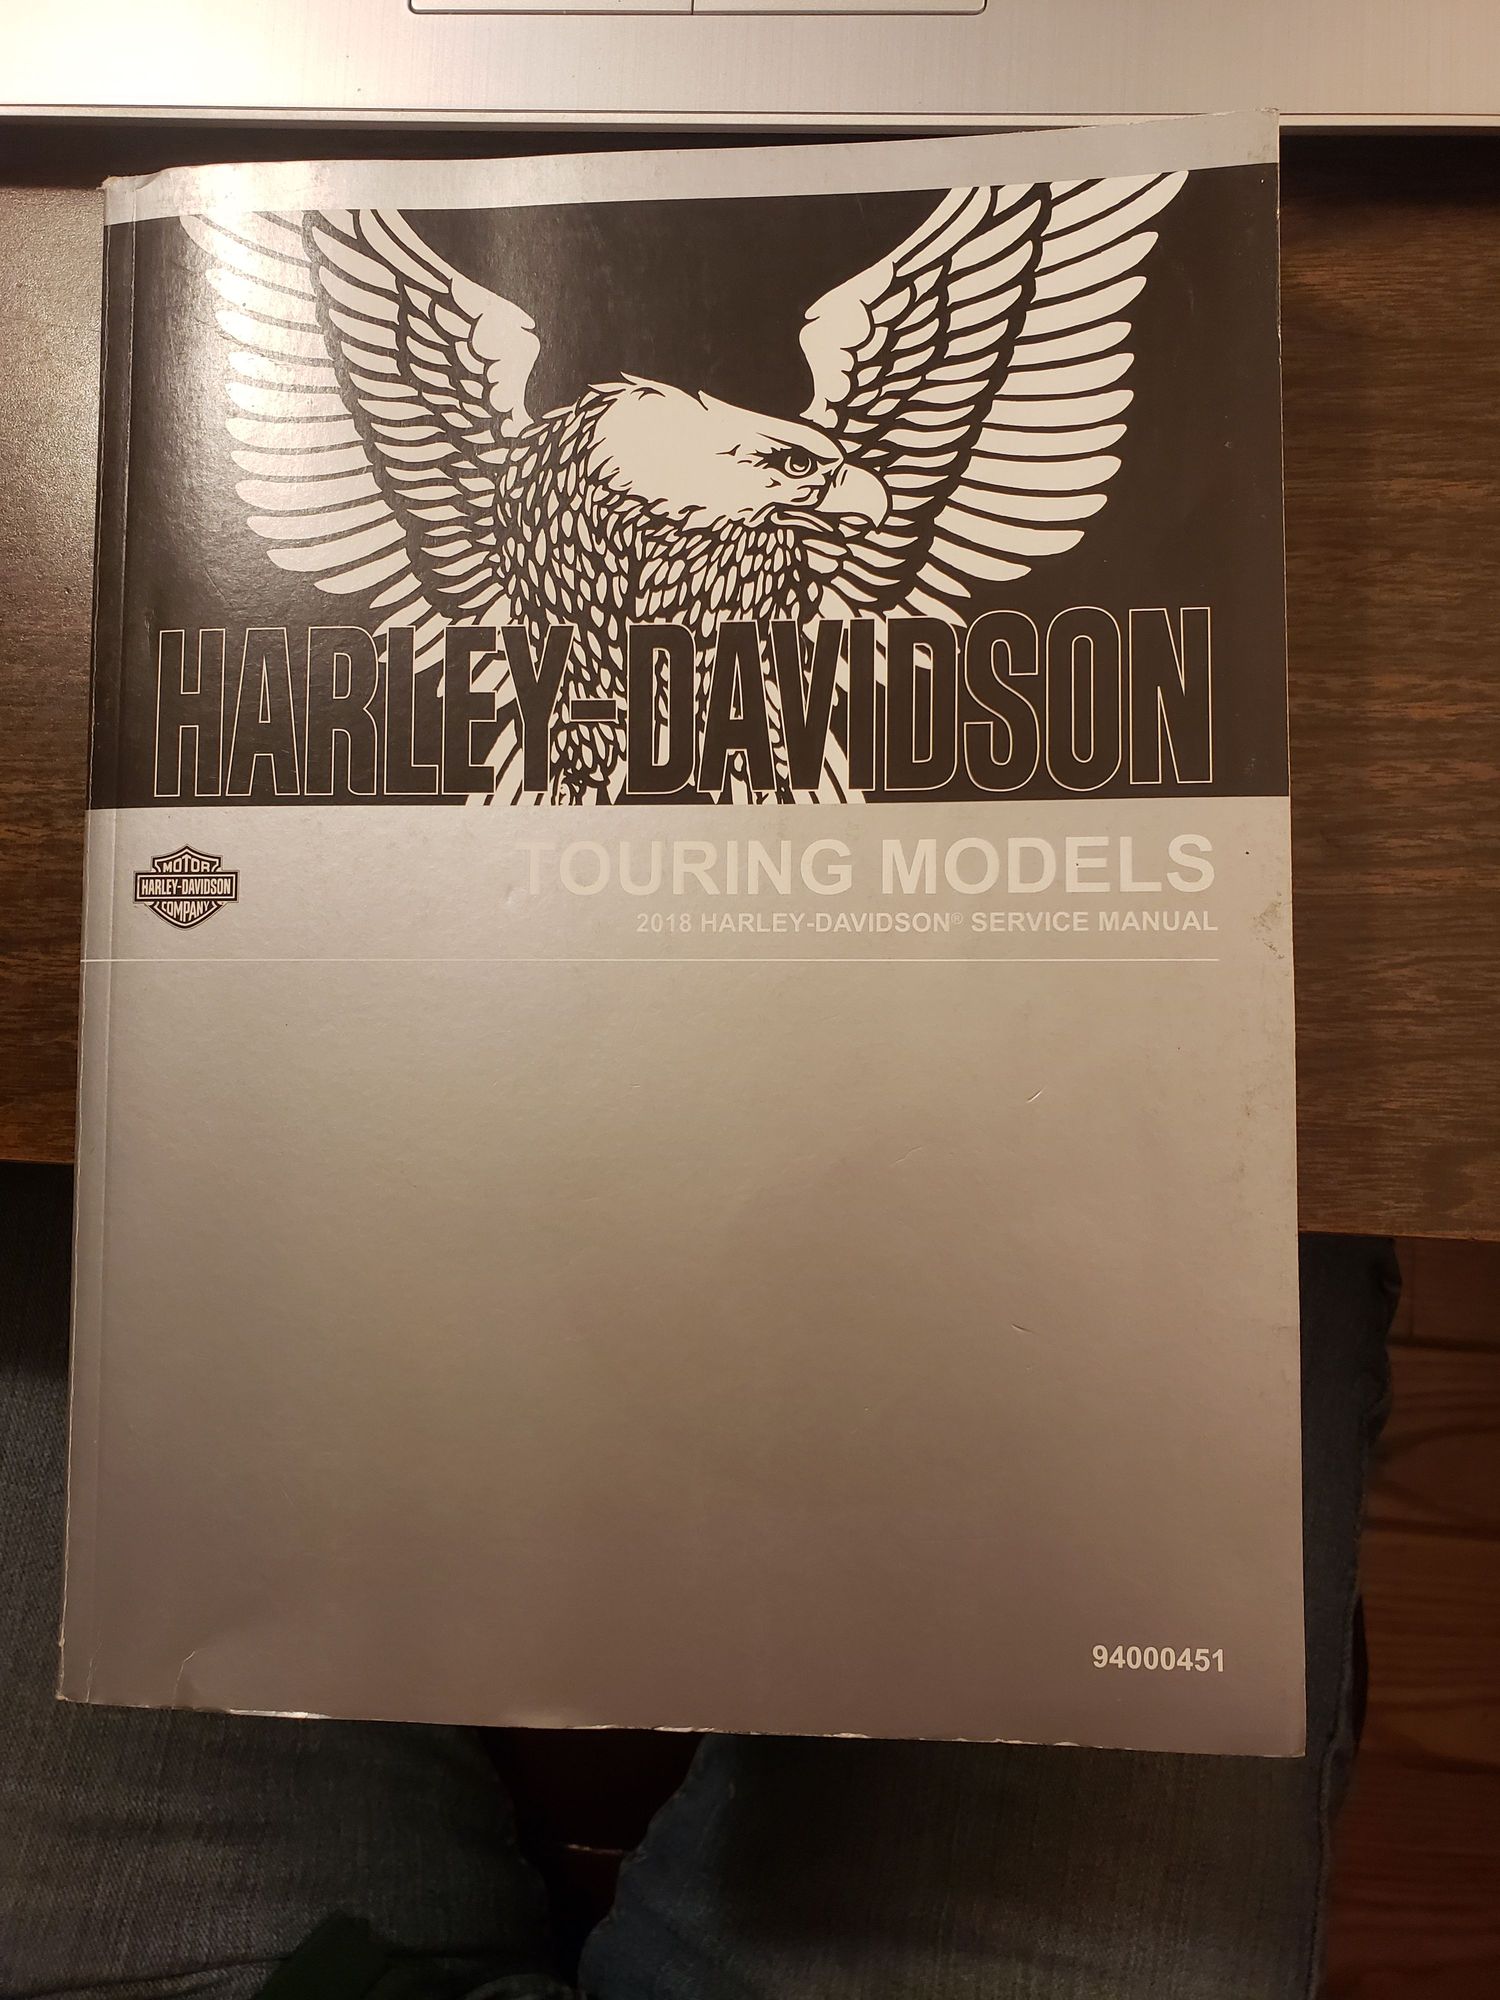 HARLEY-DAVIDSON
MOTOR
HARLEY-DAVIDSON
COMPANY
TOURING MODELS
2018 HARLEY-DAVIDSON® SERVICE MANUAL
94000451